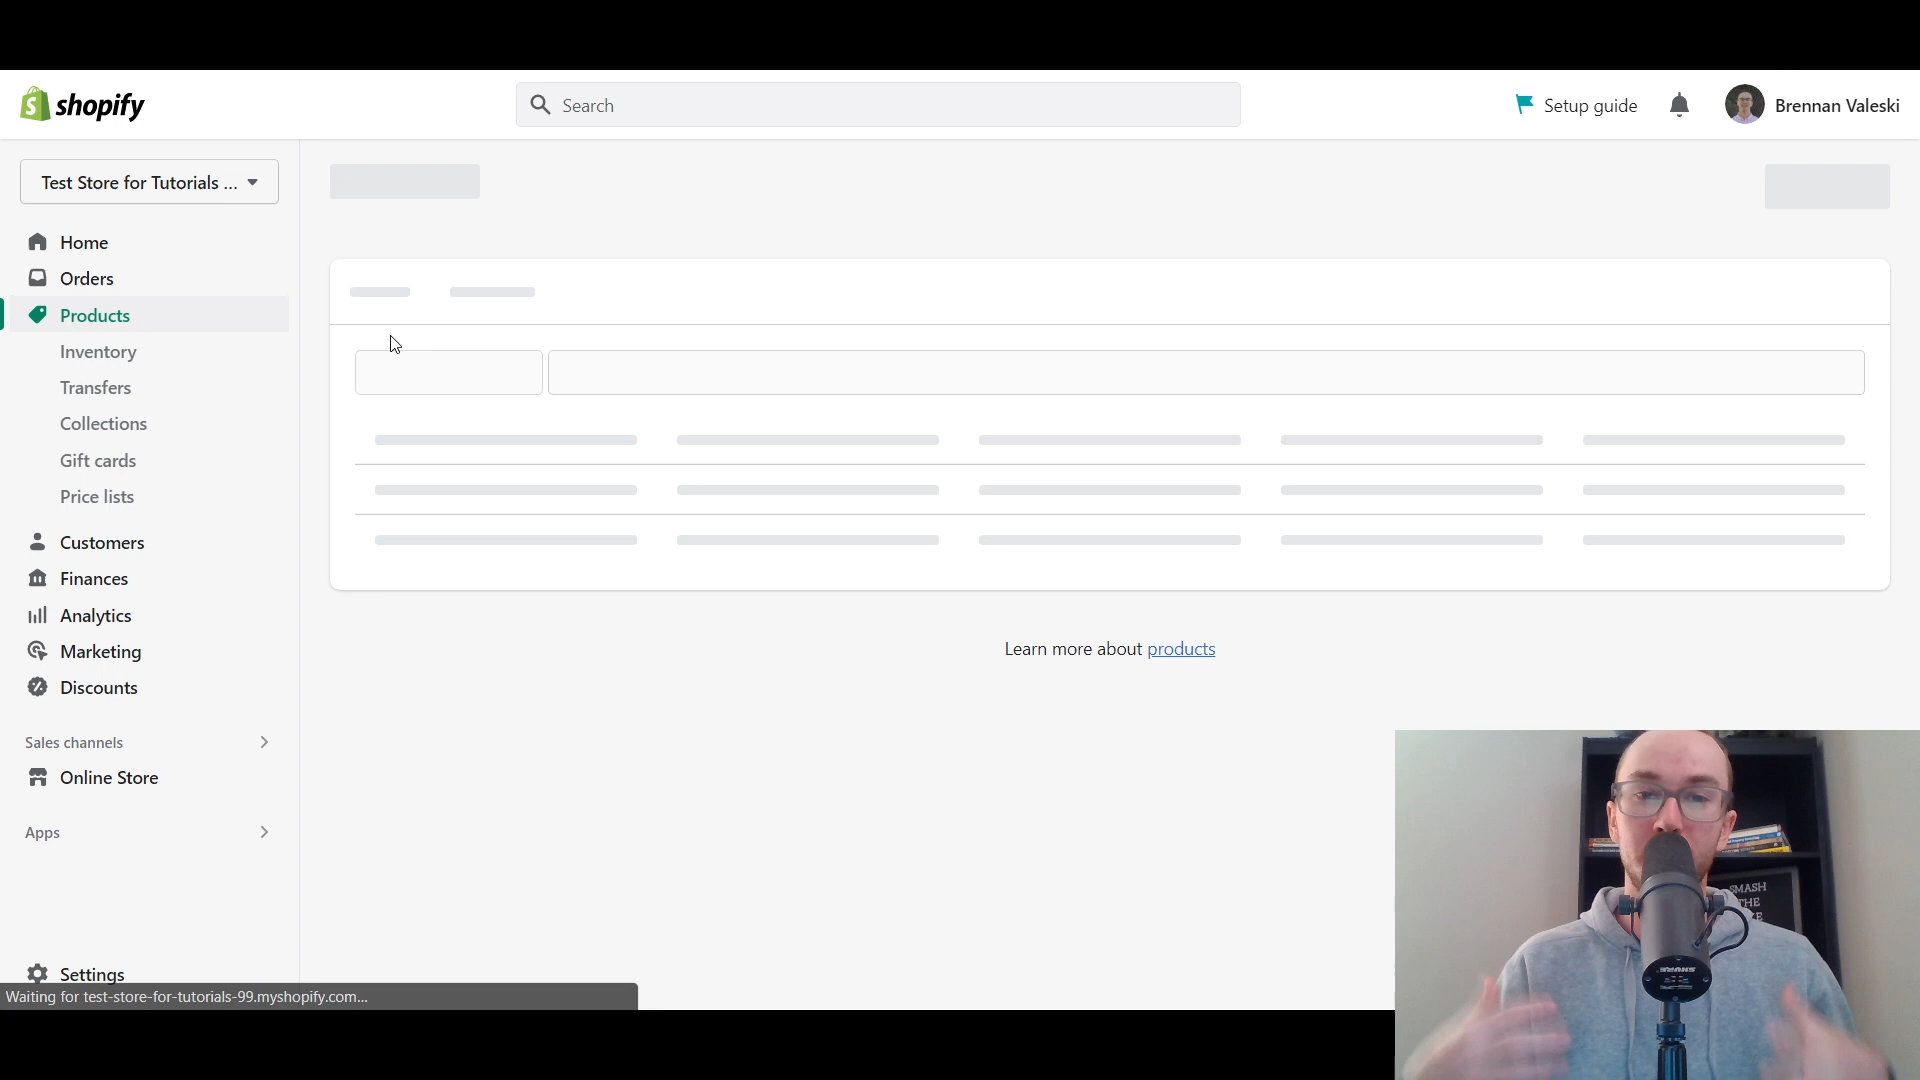 shopify
Search
Setup guide
Brennan Valeski
Test Store for Tutorials ...
Home
Orders
Products
Inventory
Transfers
Collections
Gift cards
Price lists
Customers
Finances
Analytics
Marketing
Discounts
Sales channels
Online Store
Apps
Settings
Waiting for test-store-for-tutorials-99.myshopify.com...
Learn more about products
SMASH
THE
SHURE